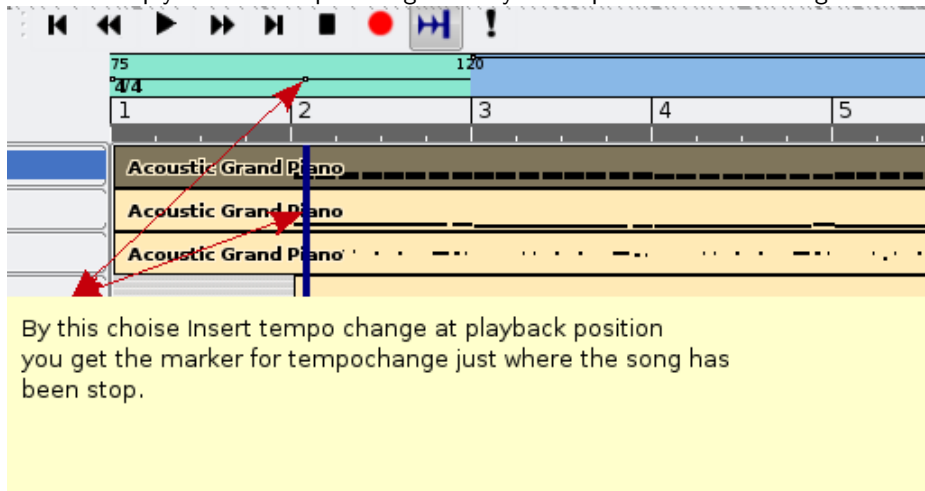 75 120
4/4
1 2 3 4 5
Acoustic Grand Piano
Acoustic Grand Piano
Acoustic Grand Piano
By this choise Insert tempo change at playback position
you get the marker for tempochange just where the song has
been stop.